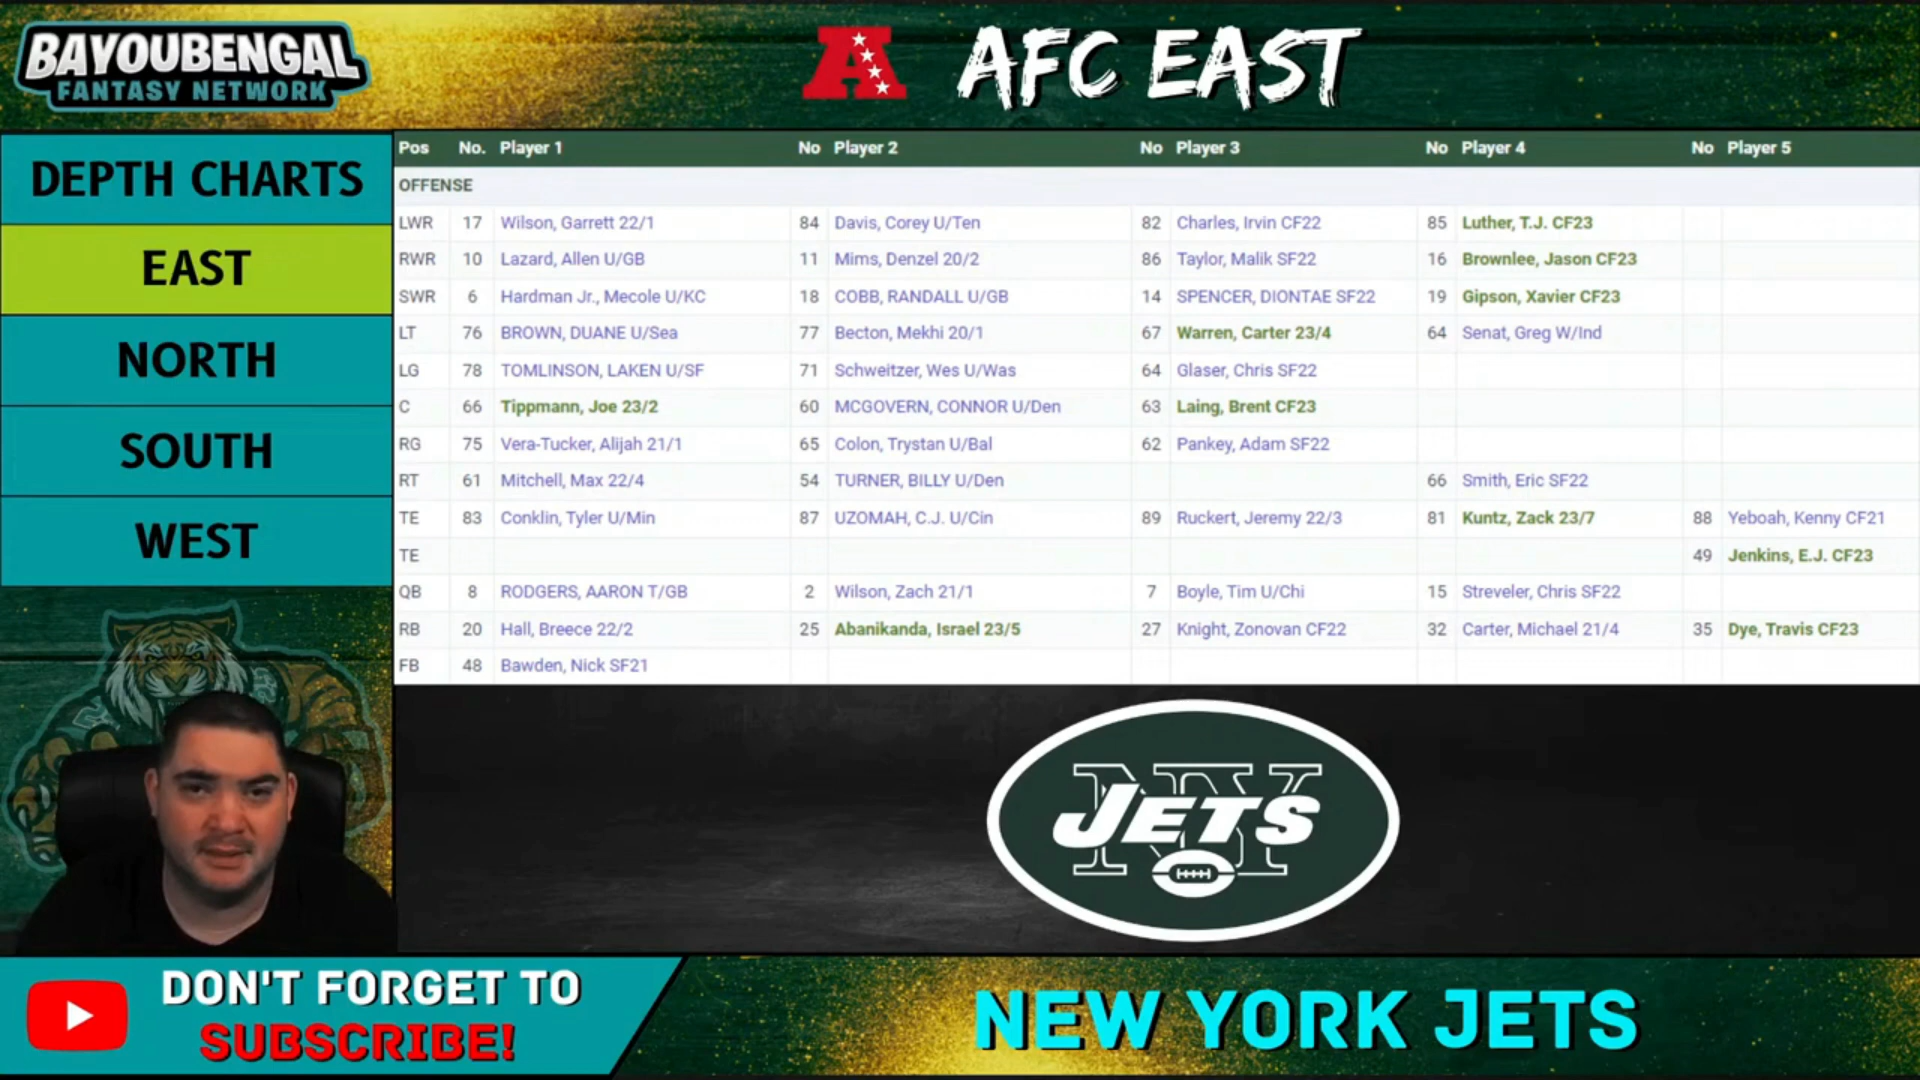 BAYOUBENGAL
FANTASY NETWORK
A AFC EAST
DEPTH CHARTS
EAST
NORTH
SOUTH
WEST
Pos No. Player 1 No Player 2 No Player 3 No Player 4 No Player 5
OFFENSE
LWR 17 Wilson, Garrett 22/1 84 Davis, Corey U/Ten 82 Charles, Irvin CF22 85 Luther, T.J. CF23
RWR 10 Lazard, Allen U/GB 11 Mims, Denzel 20/2 86 Taylor, Malik SF22 16 Brownlee, Jason CF23
SWR 6 Hardman Jr., Mecole U/KC 18 COBB, RANDALL U/GB 14 SPENCER, DIONTAE SF22 19 Gipson, Xavier CF23
LT 76 BROWN, DUANE U/Sea 77 Becton, Mekhi 20/1 67 Warren, Carter 23/4 64 Senat, Greg W/Ind
LG 78 TOMLINSON, LAKEN U/SF 71 Schweitzer, Wes U/Was 64 Glaser, Chris SF22
C 66 Tippmann, Joe 23/2 60 MCGOVERN, CONNOR U/Den 63 Laing, Brent CF23
RG 75 Vera-Tucker, Alijah 21/1 65 Colon, Trystan U/Bal 62 Pankey, Adam SF22
RT 61 Mitchell, Max 22/4 54 TURNER, BILLY U/Den 66 Smith, Eric SF22
TE 83 Conklin, Tyler U/Min 87 UZOMAH, C.J. U/Cin 89 Ruckert, Jeremy 22/3 81 Kuntz, Zack 23/7 88 Yeboah, Kenny CF21
TE 49 Jenkins, E.J. CF23
QB 8 RODGERS, AARON T/GB 2 Wilson, Zach 21/1 7 Boyle, Tim U/Chi 15 Streveler, Chris SF22
RB 20 Hall, Breece 22/2 25 Abanikanda, Israel 23/5 27 Knight, Zonovan CF22 32 Carter, Michael 21/4 35 Dye, Travis CF23
FB 48 Bawden, Nick SF21
NY
JETS
DON'T FORGET TO
SUBSCRIBE!
NEW YORK JETS